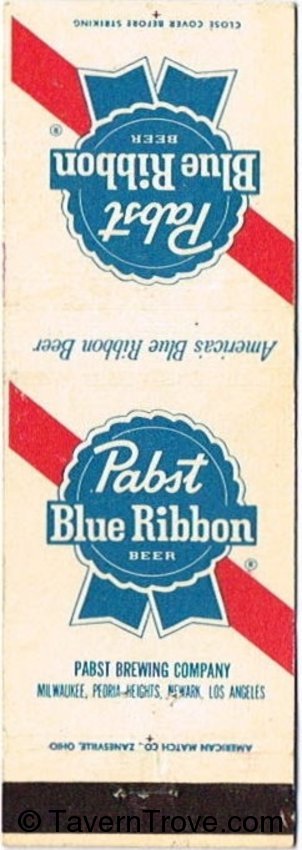 CLOSE COVER BEFORE STRIKING
Pabst
Blue Ribbon
BEER
®
America's Blue Ribbon Beer
Pabst
Blue Ribbon
BEER
®
PABST BREWING COMPANY
MILWAUKEE, PEORIA HEIGHTS, NEWARK, LOS ANGELES
AMERICAN MATCH CO., ZANESVILLE, OHIO
© TavernTrove.com